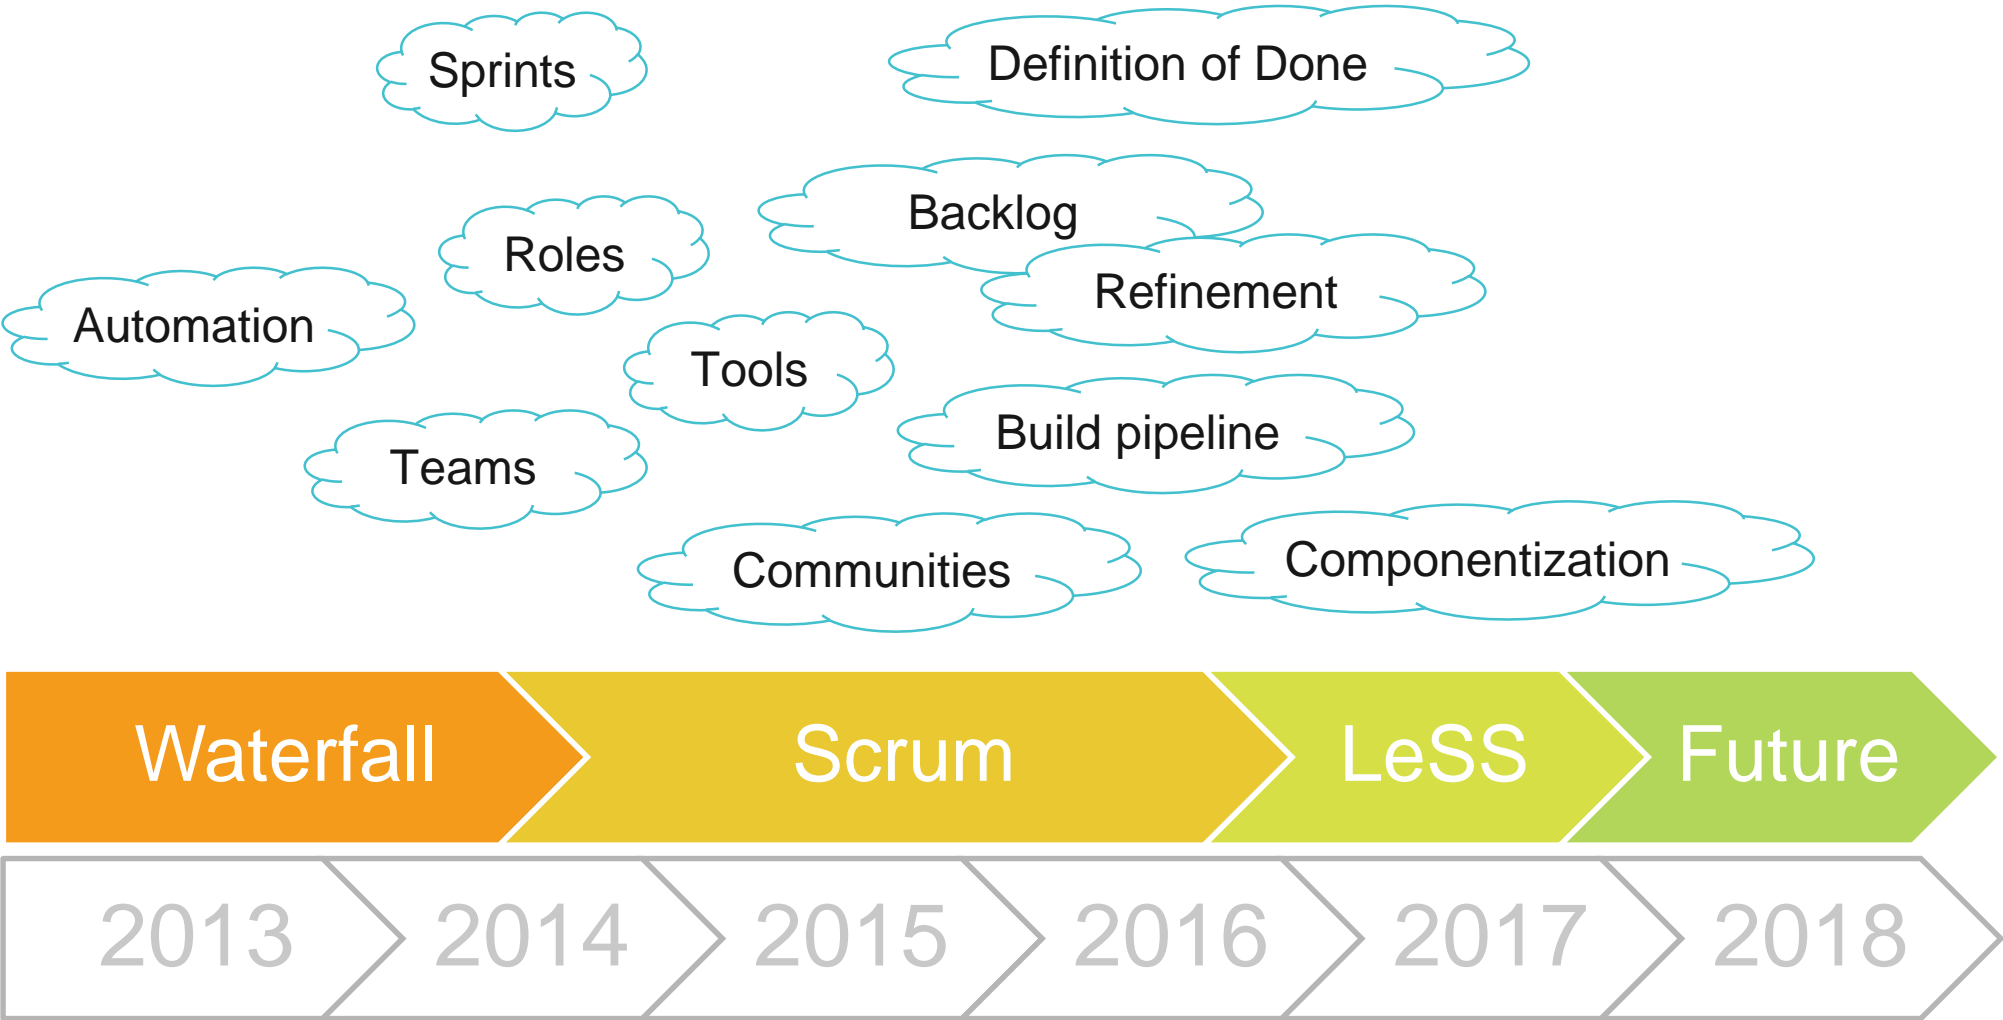 Sprints
Definition of Done
Backlog
Roles
Refinement
Automation
Tools
Build pipeline
Teams
Communities
Componentization
Waterfall
Scrum
LeSS
Future
2013
2014
2015
2016
2017
2018